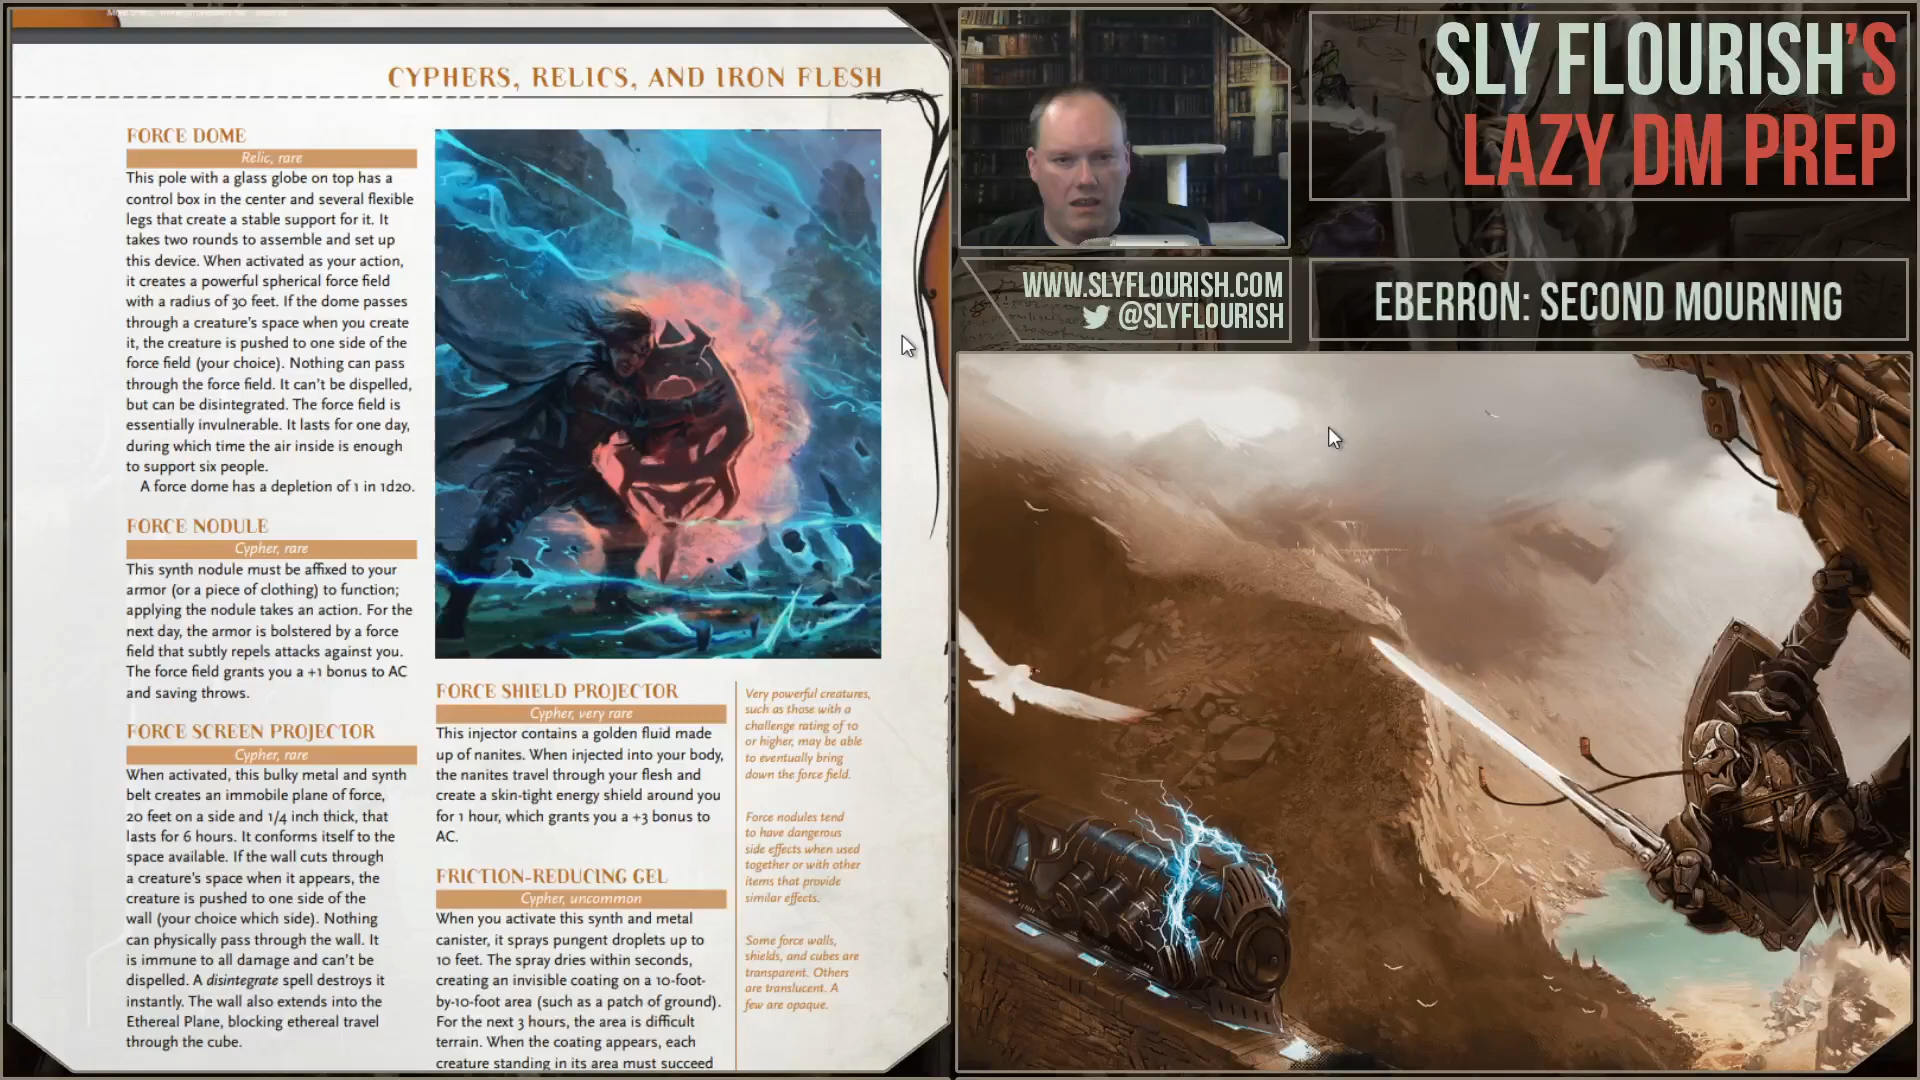 CYPHERS, RELICS, AND IRON FLESH
FORCE DOME
Relic, rare
This pole with a glass globe on top has a
control box in the center and several flexible
legs that create a stable support for it. It
takes two rounds to assemble and set up
this device. When activated as your action,
it creates a powerful spherical force field
with a radius of 30 feet. If the dome passes
through a creature's space when you create
it, the creature is pushed to one side of the
force field (your choice). Nothing can pass
through the force field. It can't be dispelled,
but can be disintegrated. The force field is
essentially invulnerable. It lasts for one day,
during which time the air inside is enough
to support six people.
A force dome has a depletion of 1 in 1d20.
FORCE NODULE
Cypher, rare
This synth nodule must be affixed to your
armor (or a piece of clothing) to function;
applying the nodule takes an action. For the
next day, the armor is bolstered by a force
field that subtly repels attacks against you.
The force field grants you a +1 bonus to AC
and saving throws.
FORCE SCREEN PROJECTOR
Cypher, rare
When activated, this bulky metal and synth
belt creates an immobile plane of force,
20 feet on a side and 1/4 inch thick, that
lasts for 6 hours. It conforms itself to the
space available. If the wall cuts through
a creature's space when it appears, the
creature is pushed to one side of the
wall (your choice which side). Nothing
can physically pass through the wall. It
is immune to all damage and can't be
dispelled. A disintegrate spell destroys it
instantly. The wall also extends into the
Ethereal Plane, blocking ethereal travel
through the cube.
FORCE SHIELD PROJECTOR
Cypher, very rare
This injector contains a golden fluid made
up of nanites. When injected into your body,
the nanites travel through your flesh and
create a skin-tight energy shield around you
for 1 hour, which grants you a +3 bonus to
AC.
FRICTION-REDUCING GEL
Cypher, uncommon
When you activate this synth and metal
canister, it sprays pungent droplets up to
10 feet. The spray dries within seconds,
creating an invisible coating on a 10-foot-
by-10-foot area (such as a patch of ground).
For the next 3 hours, the area is difficult
terrain. When the coating appears, each
creature standing in its area must succeed
Very powerful creatures,
such as those with a
challenge rating of 10
or higher, may be able
to eventually bring
down the force field.
Force nodules tend
to have dangerous
side effects when used
together or with other
items that provide
similar effects.
Some force walls,
shields, and cubes are
transparent. Others
are translucent. A
few are opaque.
SLY FLOURISH'S
LAZY DM PREP
WWW.SLYFLOURISH.COM
@SLYFLOURISH
EBERRON: SECOND MOURNING